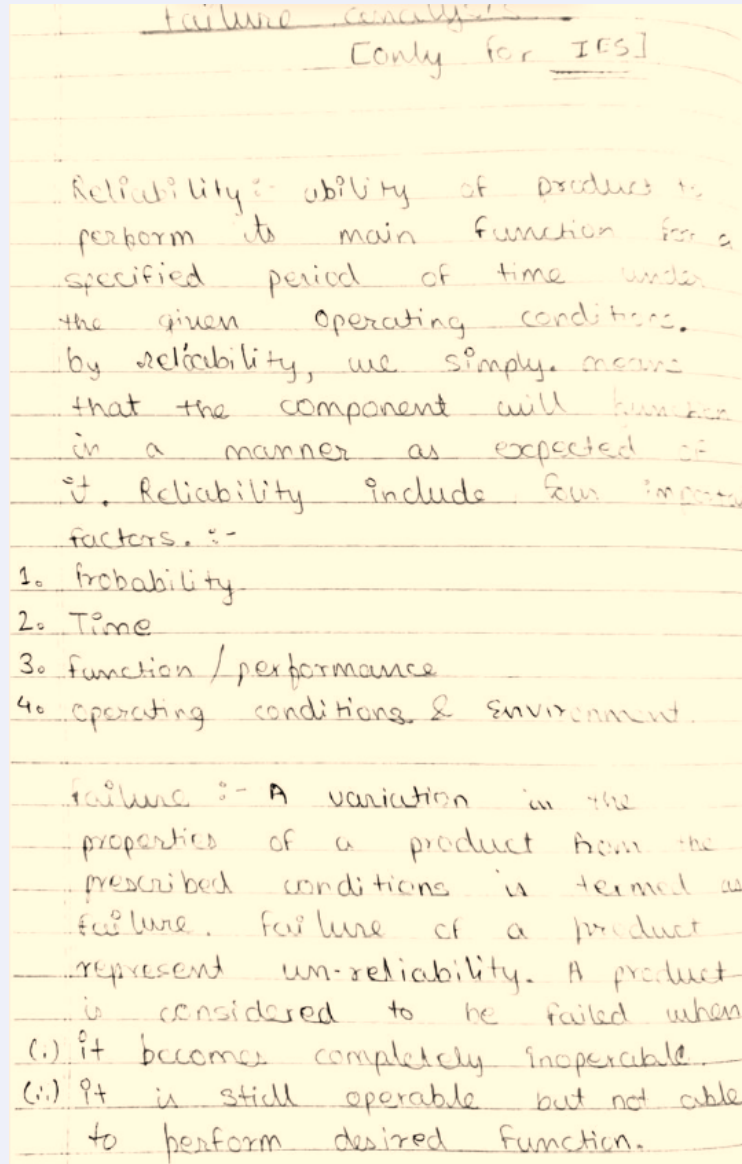 Failure analysis
[only for IES]
Reliability :- ability of product to
perform its main function for a
specified period of time under
the given operating conditions.
by reliability, we simply. means
that the component will function
in a manner as expected of
it. Reliability include four importa
factors. :-
1. Probability
2. Time
3. function / performance
4. operating conditions & Environment.
failure :- A variation in the
properties of a product from the
prescribed conditions is termed as
failure. failure of a product
represent un-reliability. A product
is considered to be failed when
(i.) it becomes completely inoperable.
(ii.) it is still operable but not able
to perform desired function.